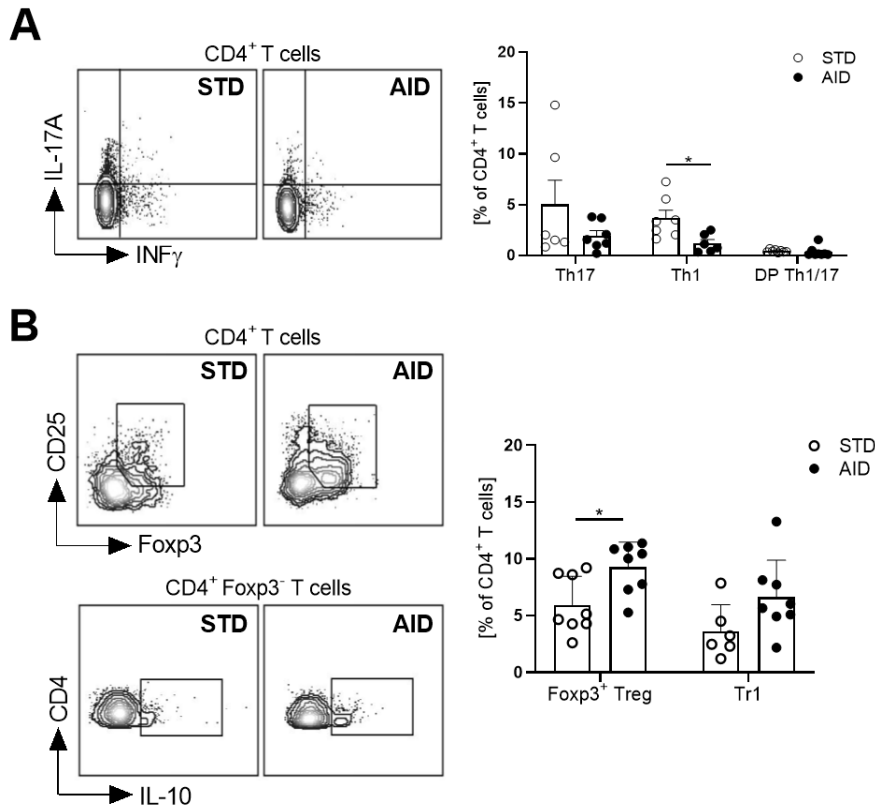 A
CD4⁺ T cells
STD
AID
IL-17A
INFγ
[% of CD4⁺ T cells]
20
15
10
5
0
Th17
Th1
DP Th1/17
*
STD
AID
B
CD4⁺ T cells
STD
AID
CD25
Foxp3
CD4⁺ Foxp3⁻ T cells
STD
AID
CD4
IL-10
[% of CD4⁺ T cells]
20
15
10
5
0
Foxp3⁺ Treg
Tr1
*
STD
AID